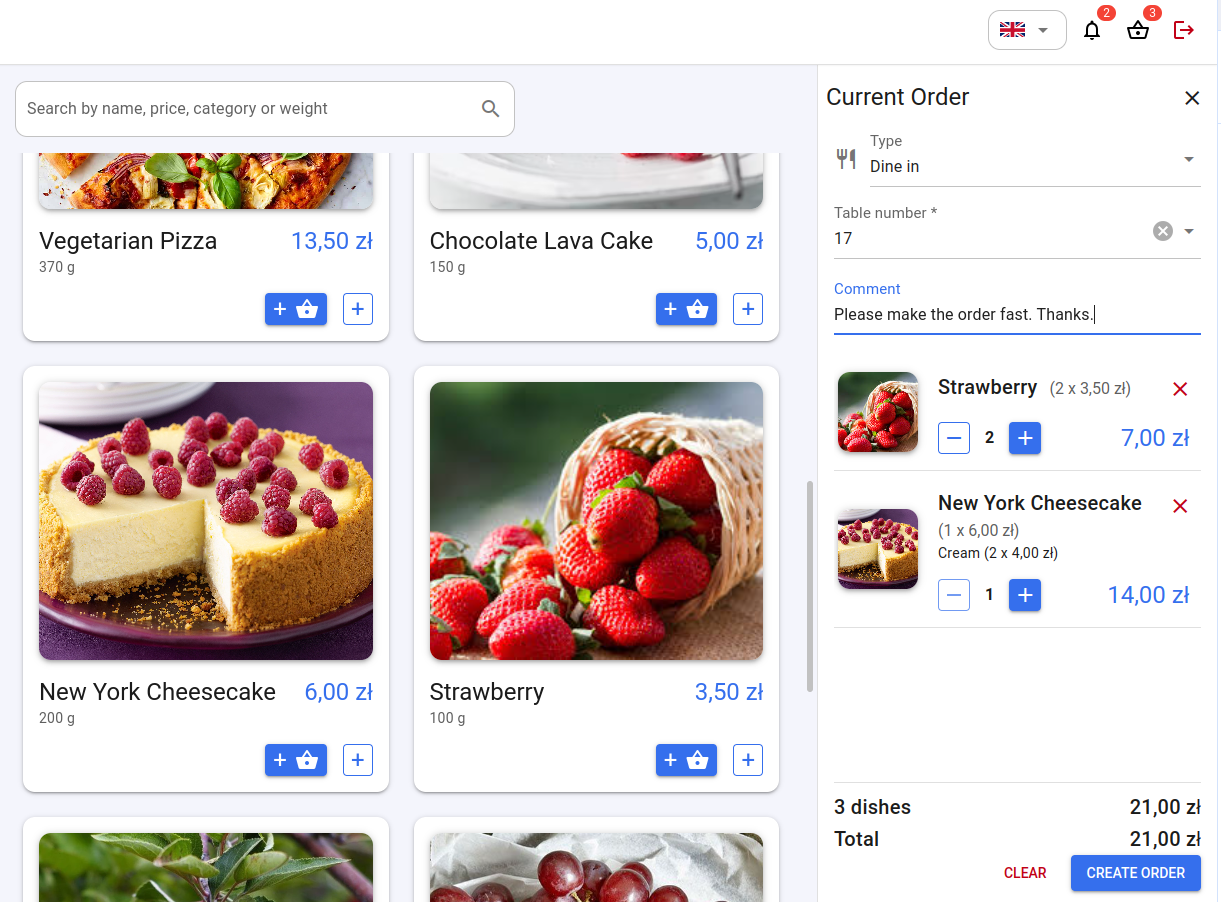 2
3
Search by name, price, category or weight
Vegetarian Pizza 13,50 zł
370 g
+
+
Chocolate Lava Cake 5,00 zł
150 g
+
+
New York Cheesecake 6,00 zł
200 g
+
+
Strawberry 3,50 zł
100 g
+
+
Current Order
Type
Dine in
Table number *
17
Comment
Please make the order fast. Thanks.
Strawberry (2 x 3,50 zł)
− 2 + 7,00 zł
New York Cheesecake
(1 x 6,00 zł)
Cream (2 x 4,00 zł)
− 1 + 14,00 zł
3 dishes 21,00 zł
Total 21,00 zł
CLEAR CREATE ORDER